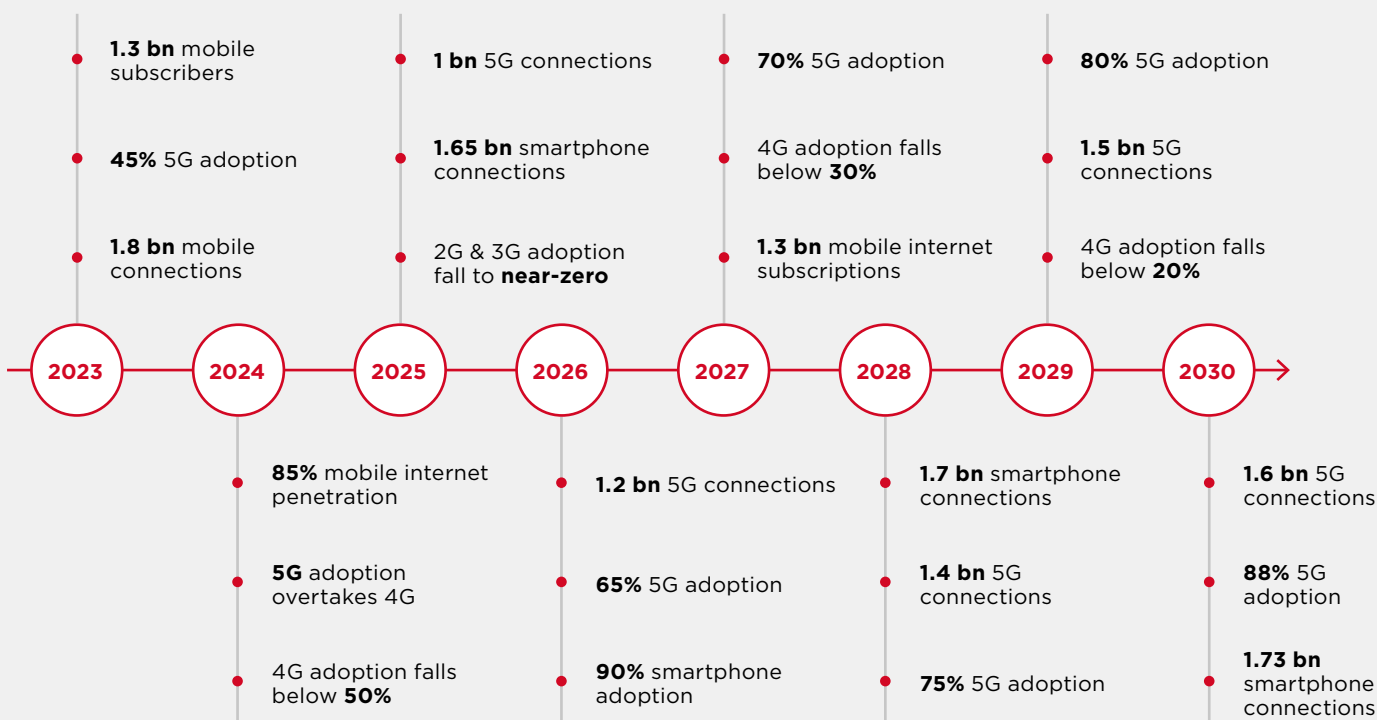 1.3 bn mobile
subscribers
45% 5G adoption
1.8 bn mobile
connections
1 bn 5G connections
1.65 bn smartphone
connections
2G & 3G adoption
fall to near-zero
70% 5G adoption
4G adoption falls
below 30%
1.3 bn mobile internet
subscriptions
80% 5G adoption
1.5 bn 5G
connections
4G adoption falls
below 20%
2023
2024
2025
2026
2027
2028
2029
2030
85% mobile internet
penetration
5G adoption
overtakes 4G
4G adoption falls
below 50%
1.2 bn 5G connections
65% 5G adoption
90% smartphone
adoption
1.7 bn smartphone
connections
1.4 bn 5G
connections
75% 5G adoption
1.6 bn 5G
connections
88% 5G
adoption
1.73 bn
smartphone
connections